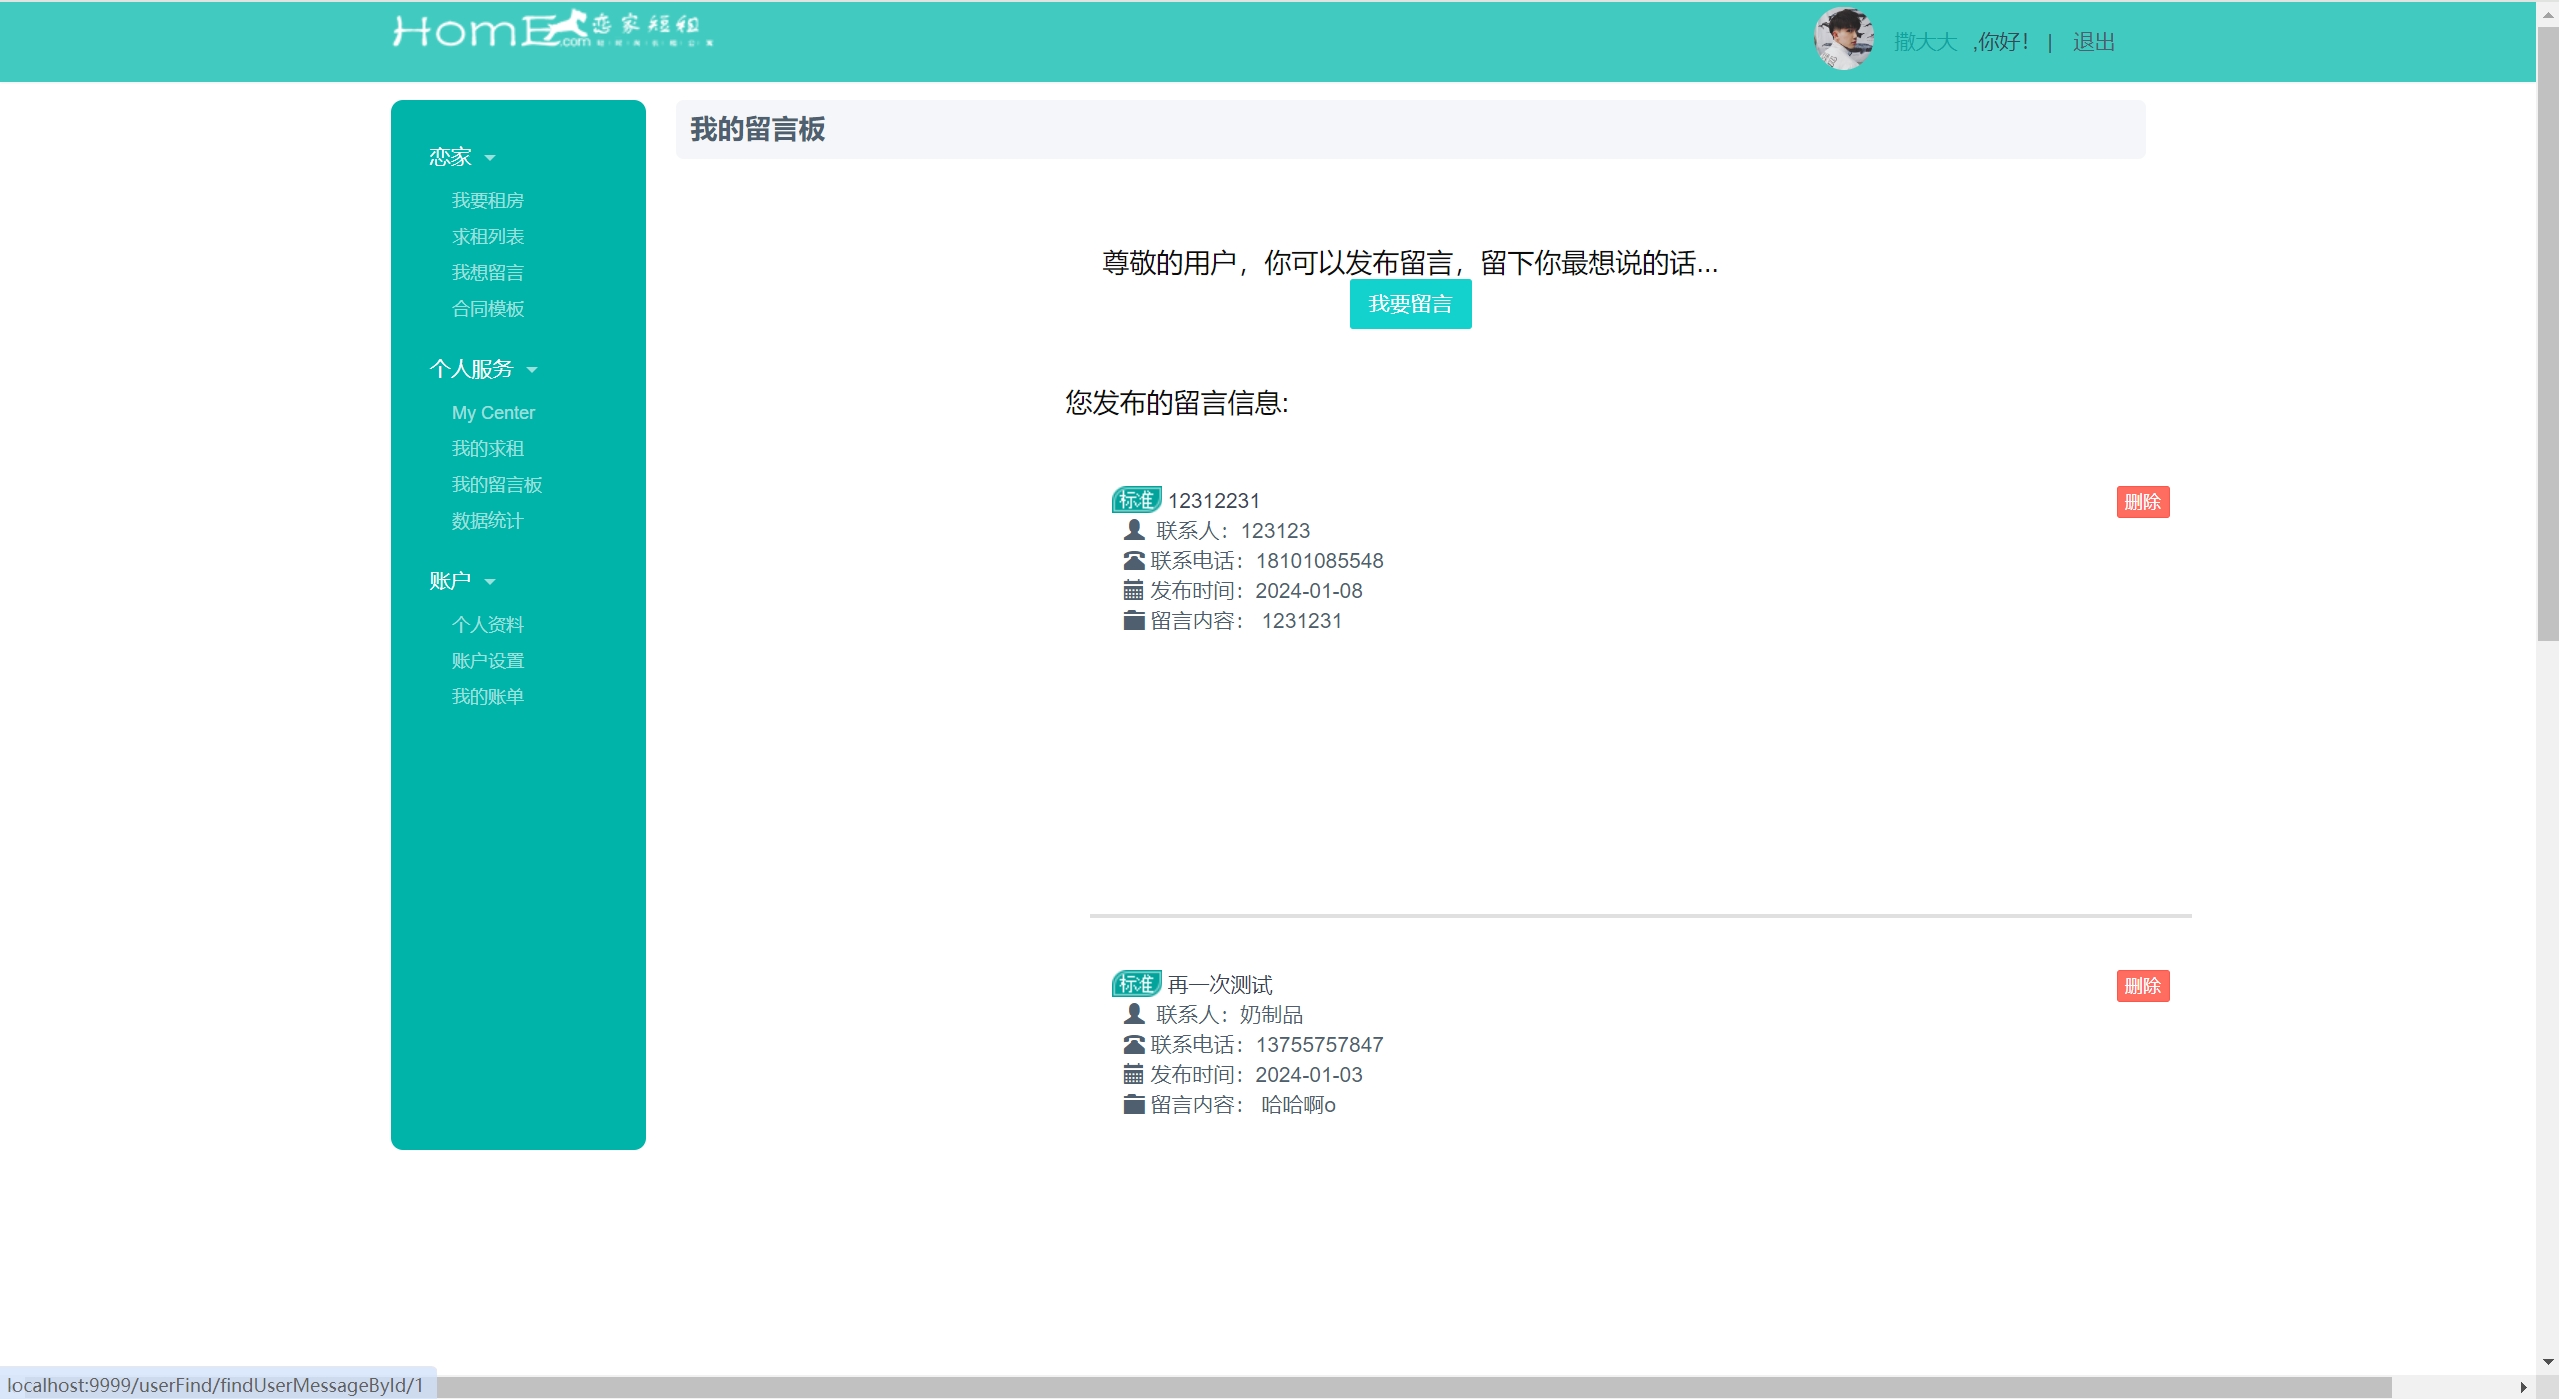 HomE.com 恋家短租
撒大大 ,你好! | 退出
恋家
我要租房
求租列表
我想留言
合同模板
个人服务
My Center
我的求租
我的留言板
数据统计
账户
个人资料
账户设置
我的账单
我的留言板
尊敬的用户，你可以发布留言，留下你最想说的话...
我要留言
您发布的留言信息:
标准 12312231
删除
联系人：123123
联系电话：18101085548
发布时间：2024-01-08
留言内容： 1231231
标准 再一次测试
删除
联系人：奶制品
联系电话：13755757847
发布时间：2024-01-03
留言内容： 哈哈啊o
localhost:9999/userFind/findUserMessageById/1